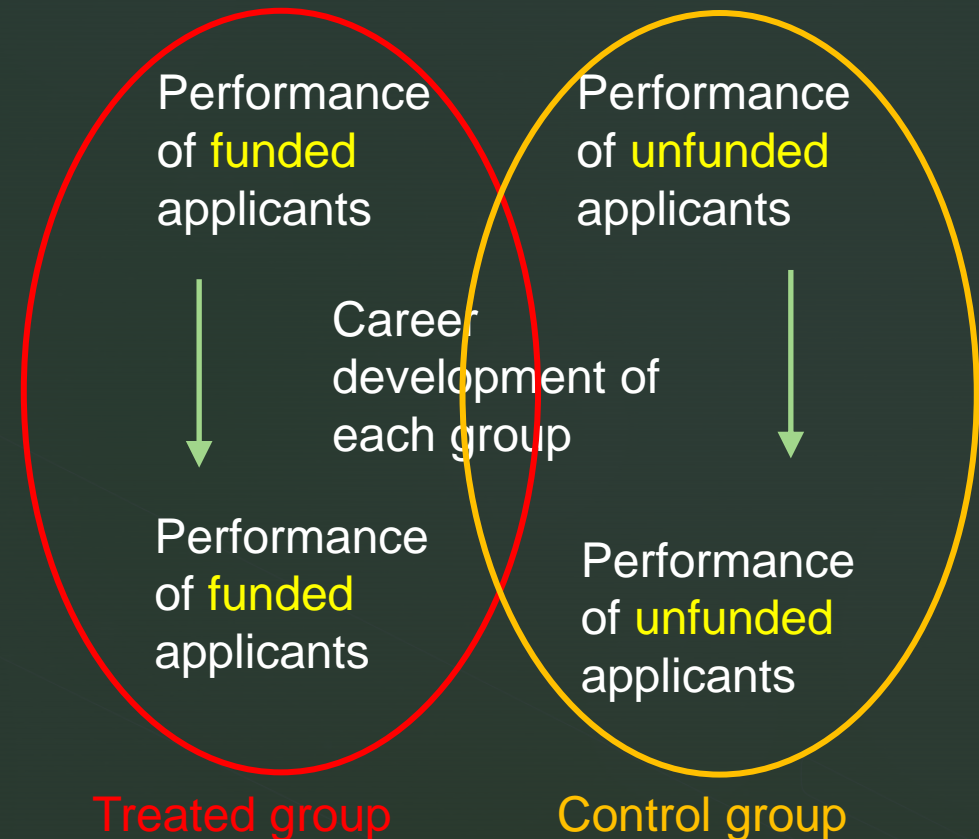 Performance
of funded
applicants
Performance
of unfunded
applicants
Career
development of
each group
Performance
of funded
applicants
Performance
of unfunded
applicants
Treated group
Control group